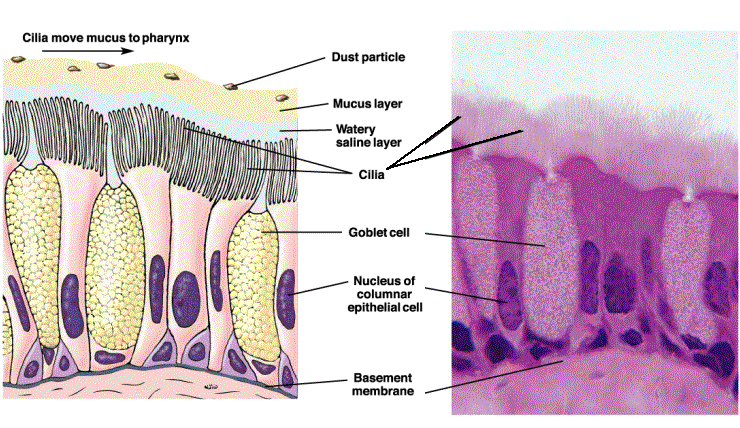 Cilia move mucus to pharynx
Dust particle
Mucus layer
Watery
saline layer
Cilia
Goblet cell
Nucleus of
columnar
epithelial cell
Basement
membrane